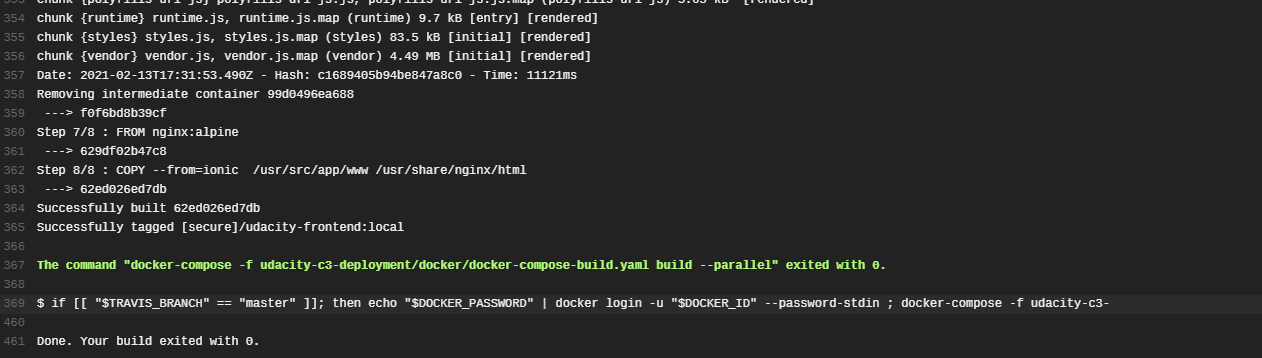 354 chunk {runtime} runtime.js, runtime.js.map (runtime) 9.7 kB [entry] [rendered]
355 chunk {styles} styles.js, styles.js.map (styles) 83.5 kB [initial] [rendered]
356 chunk {vendor} vendor.js, vendor.js.map (vendor) 4.49 MB [initial] [rendered]
357 Date: 2021-02-13T17:31:53.490Z - Hash: c1689405b94be847a8c0 - Time: 11121ms
358 Removing intermediate container 99d0496ea688
359 ---> f0f6bd8b39cf
360 Step 7/8 : FROM nginx:alpine
361 ---> 629df02b47c8
362 Step 8/8 : COPY --from=ionic  /usr/src/app/www /usr/share/nginx/html
363 ---> 62ed026ed7db
364 Successfully built 62ed026ed7db
365 Successfully tagged [secure]/udacity-frontend:local
366
367 The command "docker-compose -f udacity-c3-deployment/docker/docker-compose-build.yaml build --parallel" exited with 0.
368
369 $ if [[ "$TRAVIS_BRANCH" == "master" ]]; then echo "$DOCKER_PASSWORD" | docker login -u "$DOCKER_ID" --password-stdin ; docker-compose -f udacity-c3-
460
461 Done. Your build exited with 0.